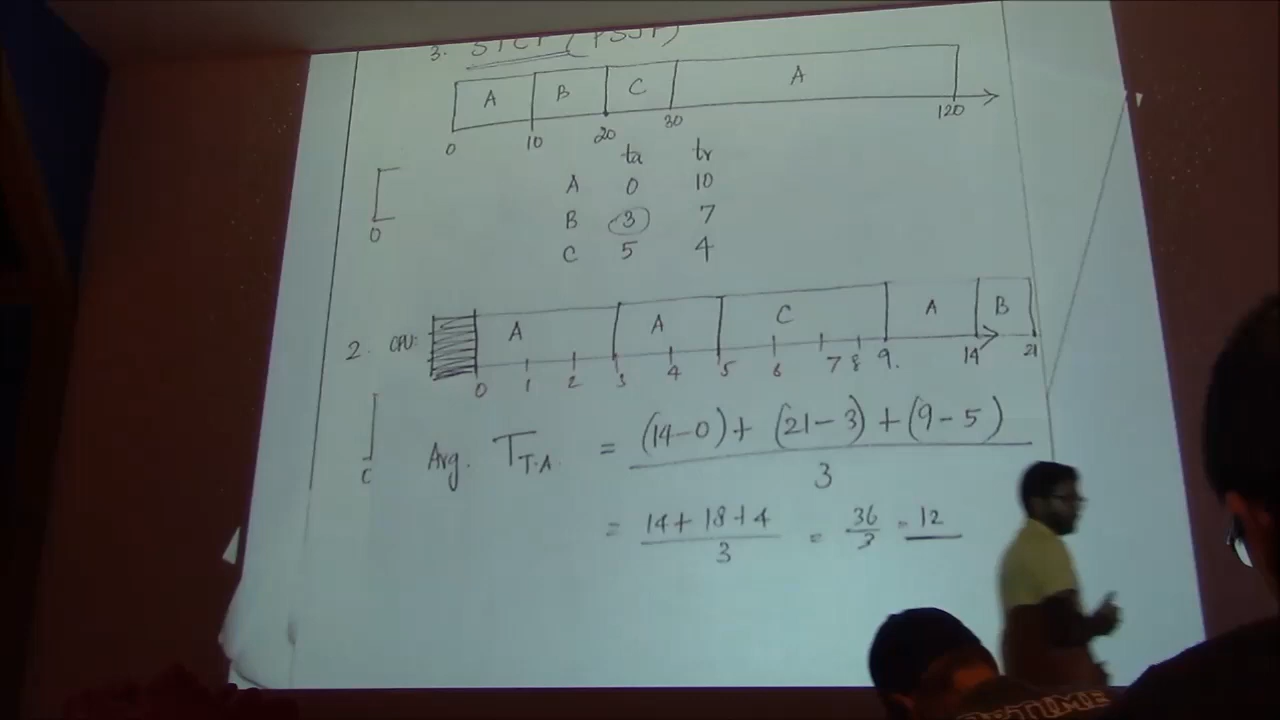 3. STCF (PSJF)
A B C A
0 10 20 30 120
ta tr
A 0 10
B 3 7
C 5 4
0
2. CPU: A A C A B
0 1 2 3 4 5 6 7 8 9. 14 21
Avg. T T.A. = (14-0)+ (21-3)+(9-5)
3
= 14+18+4 = 36 = 12
3 3